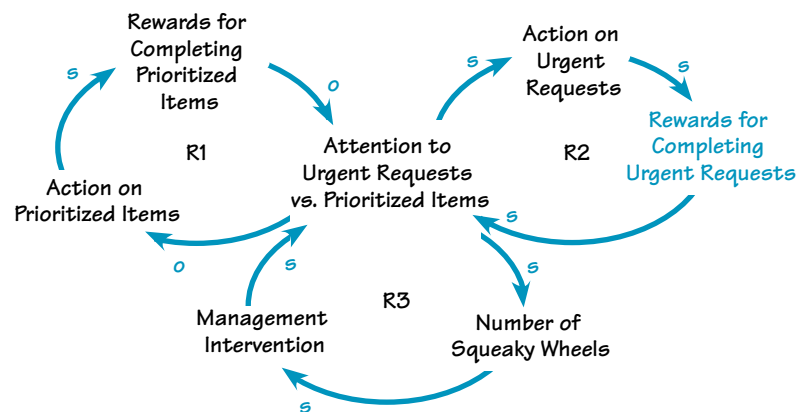 Rewards for
Completing
Prioritized
Items
s
o
R1
Action on
Prioritized Items
o
Attention to
Urgent Requests
vs. Prioritized Items
s
Action on
Urgent
Requests
s
R2
Rewards for
Completing
Urgent Requests
s
s
R3
s
Management
Intervention
Number of
Squeaky Wheels
s